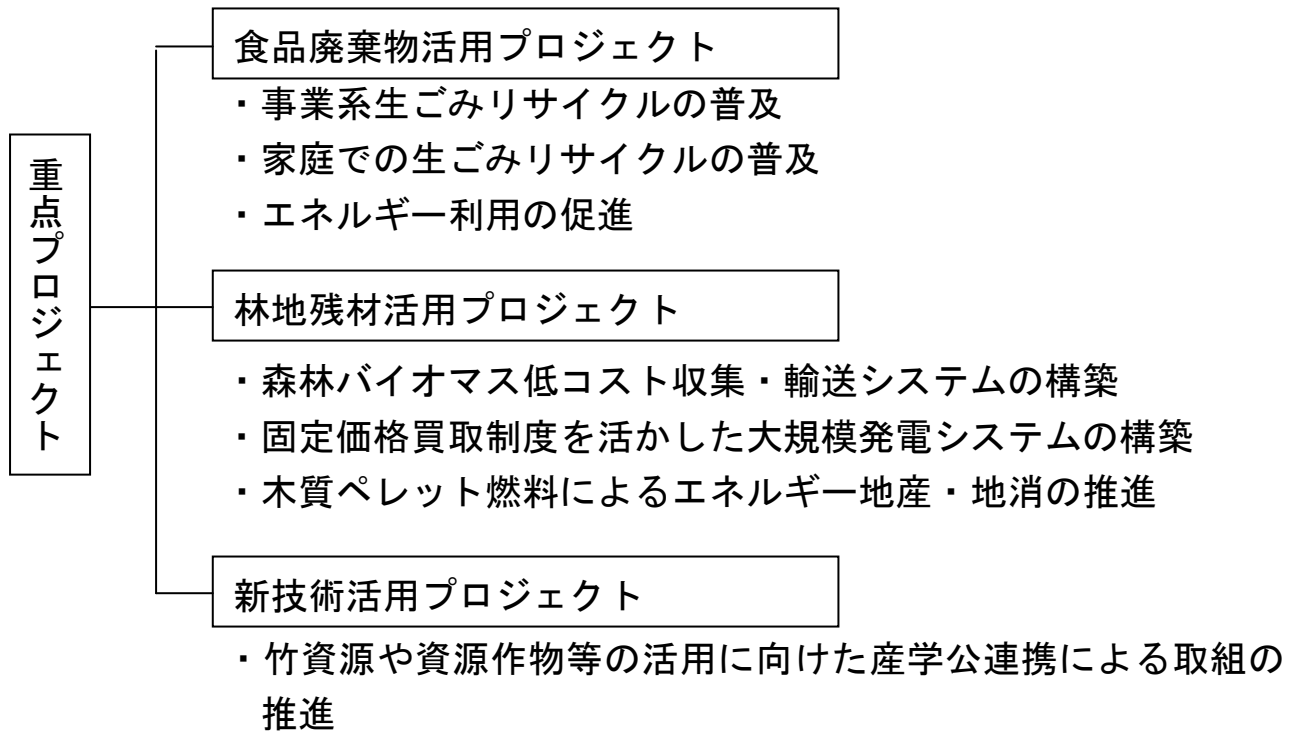 重点プロジェクト
食品廃棄物活用プロジェクト
・事業系生ごみリサイクルの普及
・家庭での生ごみリサイクルの普及
・エネルギー利用の促進
林地残材活用プロジェクト
・森林バイオマス低コスト収集・輸送システムの構築
・固定価格買取制度を活かした大規模発電システムの構築
・木質ペレット燃料によるエネルギー地産・地消の推進
新技術活用プロジェクト
・竹資源や資源作物等の活用に向けた産学公連携による取組の
推進